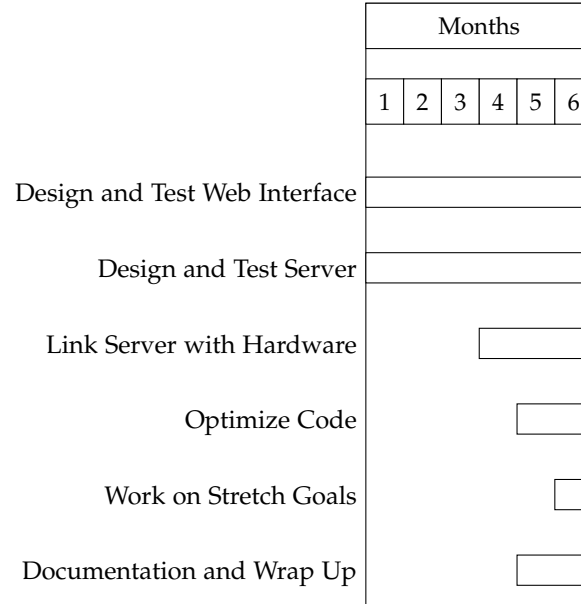 Months
1 2 3 4 5 6
Design and Test Web Interface
Design and Test Server
Link Server with Hardware
Optimize Code
Work on Stretch Goals
Documentation and Wrap Up